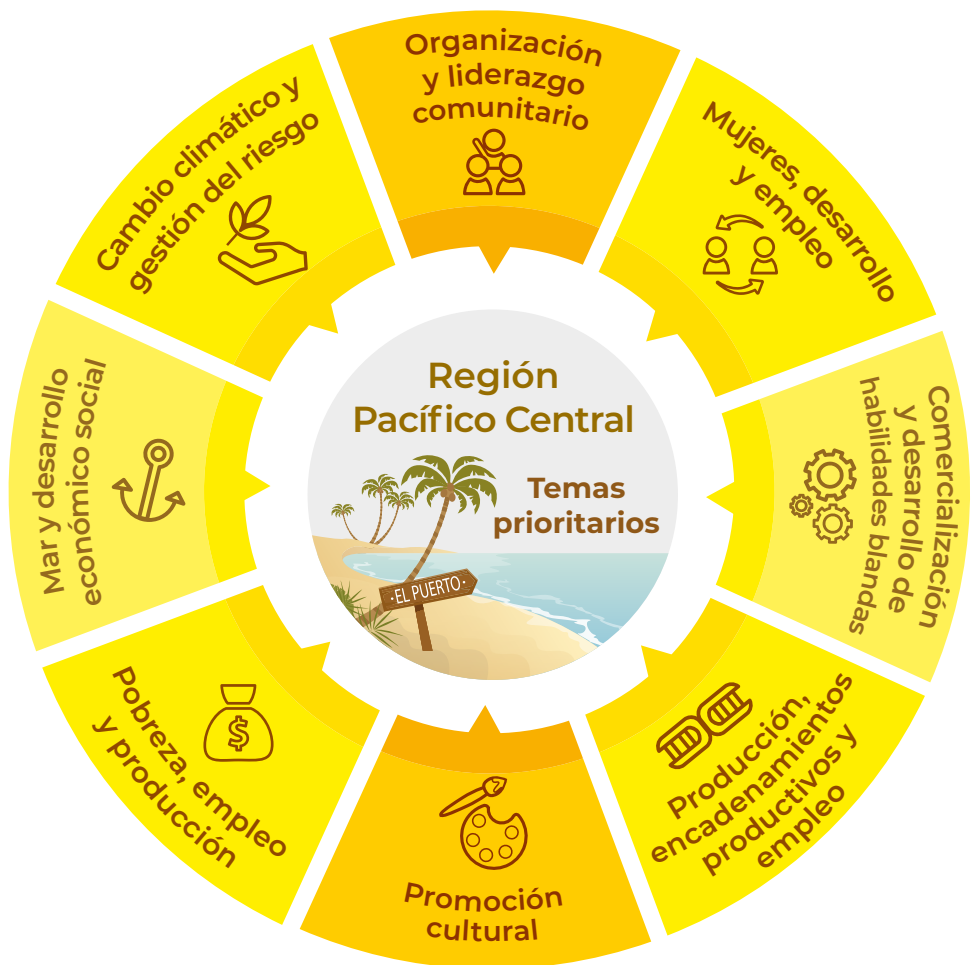 Organización
y liderazgo
comunitario
Mujeres, desarrollo
y empleo
Comercialización
y desarrollo de
habilidades blandas
Producción,
encadenamientos
productivos y
empleo
Promoción
cultural
Pobreza, empleo
y producción
Mar y desarrollo
económico social
Cambio climático y
gestión del riesgo
Región
Pacífico Central
Temas
prioritarios
·EL PUERTO·
$